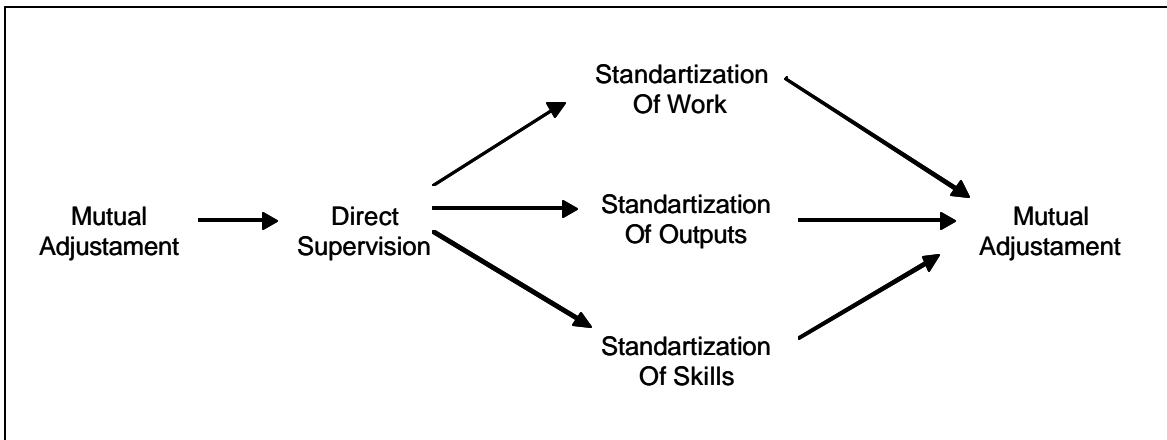 Mutual
Adjustament
Direct
Supervision
Standartization
Of Work
Standartization
Of Outputs
Standartization
Of Skills
Mutual
Adjustament